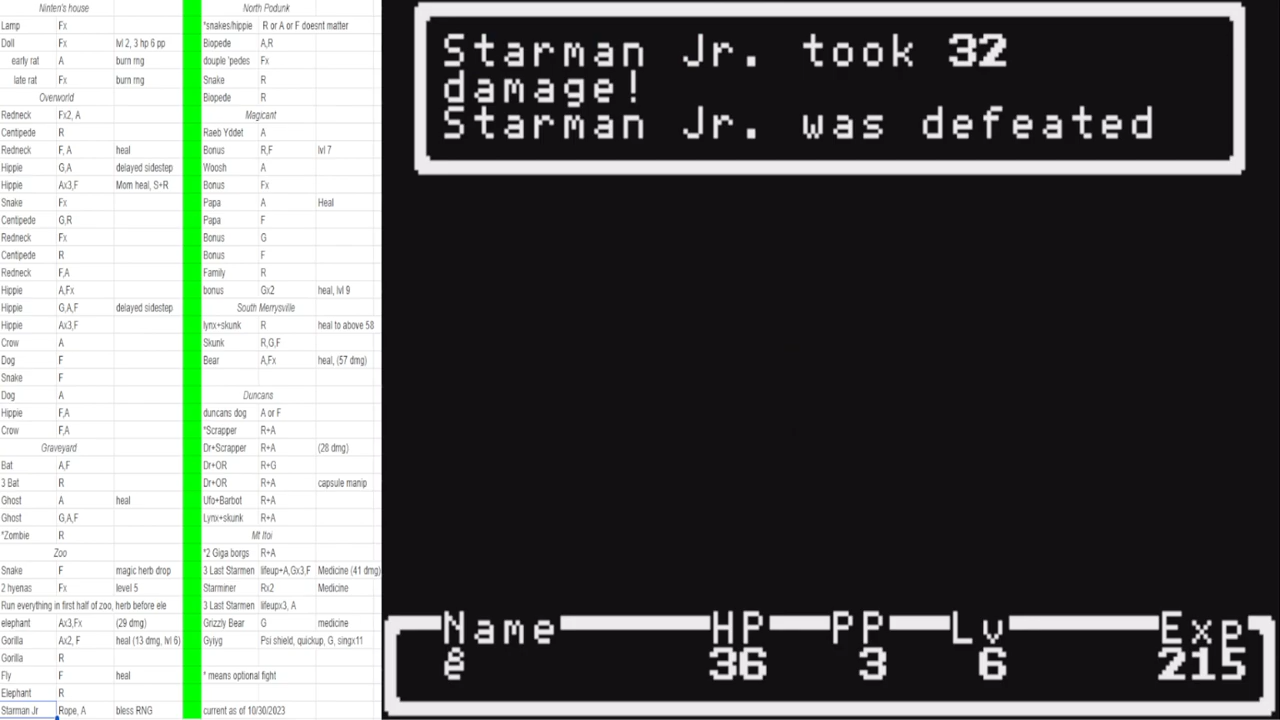 Ninten's house
Lamp Fx
Doll Fx lvl 2, 3 hp 6 pp
early rat A burn rng
late rat Fx burn rng
Overworld
Redneck Fx2, A
Centipede R
Redneck F, A heal
Hippie G,A delayed sidestep
Hippie Ax3,F Mom heal, S+R
Snake Fx
Centipede G,R
Redneck Fx
Centipede R
Redneck F,A
Hippie A,Fx
Hippie G,A,F delayed sidestep
Hippie Ax3,F
Crow A
Dog F
Snake F
Dog A
Hippie F,A
Crow F,A
Graveyard
Bat A,F
3 Bat R
Ghost A heal
Ghost G,A,F
*Zombie R
Zoo
Snake F magic herb drop
2 hyenas Fx level 5
Run everything in first half of zoo, herb before ele
elephant Ax3,Fx (29 dmg)
Gorilla Ax2, F heal (13 dmg, lvl 6)
Gorilla R
Fly F heal
Elephant R
Starman Jr Rope, A bless RNG
North Podunk
*snakes/hippie R or A or F doesnt matter
Biopede A,R
douple 'pedes Fx
Snake R
Biopede R
Magicant
Raeb Yddet A
Bonus R,F lvl 7
Woosh A
Bonus Fx
Papa A Heal
Papa F
Bonus G
Bonus F
Family R
bonus Gx2 heal, lvl 9
South Merrysville
lynx+skunk R heal to above 58
Skunk R,G,F
Bear A,Fx heal, (57 dmg)
Duncans
duncans dog A or F
*Scrapper R+A
Dr+Scrapper R+A (28 dmg)
Dr+OR R+G
Dr+OR R+A capsule manip
Ufo+Barbot R+A
Lynx+skunk R+A
Mt Itoi
*2 Giga borgs R+A
3 Last Starmen lifeup+A,Gx3,F Medicine (41 dmg)
Starminer Rx2 Medicine
3 Last Starmen lifeupx3, A
Grizzly Bear G medicine
Gyiyg Psi shield, quickup, G, singx11
* means optional fight
current as of 10/30/2023
Starman Jr. took 32
damage!
Starman Jr. was defeated
Name HP PP Lv Exp
ê 36 3 6 215